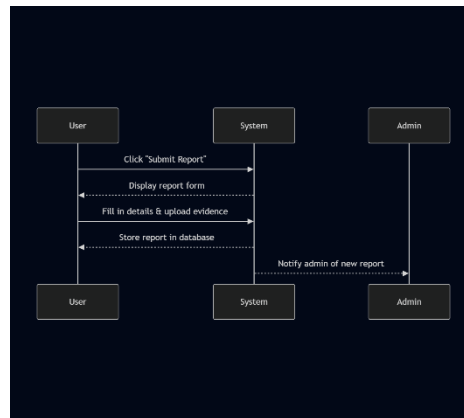 User
System
Admin
Click "Submit Report"
Display report form
Fill in details & upload evidence
Store report in database
Notify admin of new report
User
System
Admin